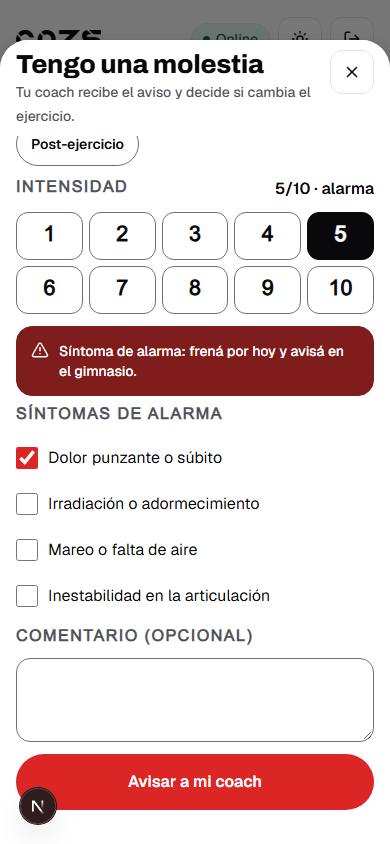 Online
Tengo una molestia
Tu coach recibe el aviso y decide si cambia el
ejercicio.
Post-ejercicio
INTENSIDAD
5/10 · alarma
1 2 3 4 5
6 7 8 9 10
Síntoma de alarma: frená por hoy y avisá en
el gimnasio.
SÍNTOMAS DE ALARMA
Dolor punzante o súbito
Irradiación o adormecimiento
Mareo o falta de aire
Inestabilidad en la articulación
COMENTARIO (OPCIONAL)
Avisar a mi coach
N